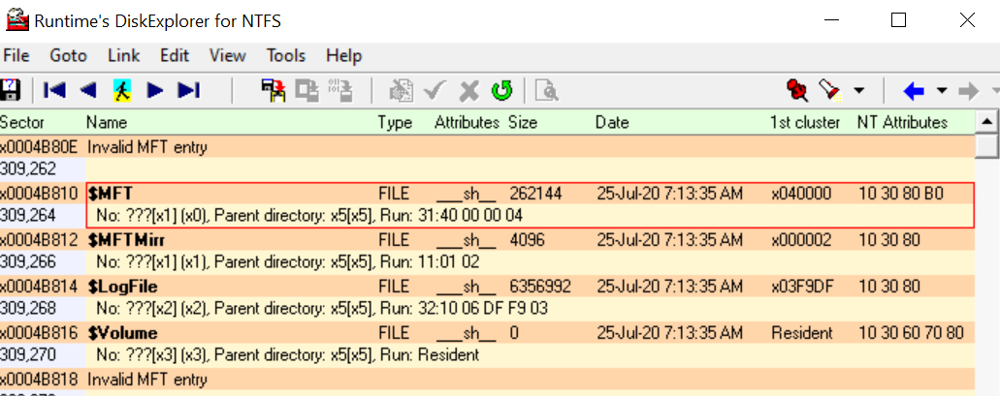 Runtime's DiskExplorer for NTFS
File Goto Link Edit View Tools Help
Sector Name Type Attributes Size Date 1st cluster NT Attributes
x0004B80E Invalid MFT entry
309,262
x0004B810 $MFT FILE ___sh__ 262144 25-Jul-20 7:13:35 AM x040000 10 30 80 B0
309,264 No: ???[x1] (x0), Parent directory: x5[x5], Run: 31:40 00 00 04
x0004B812 $MFTMirr FILE ___sh__ 4096 25-Jul-20 7:13:35 AM x000002 10 30 80
309,266 No: ???[x1] (x1), Parent directory: x5[x5], Run: 11:01 02
x0004B814 $LogFile FILE ___sh__ 6356992 25-Jul-20 7:13:35 AM x03F9DF 10 30 80
309,268 No: ???[x2] (x2), Parent directory: x5[x5], Run: 32:10 06 DF F9 03
x0004B816 $Volume FILE ___sh__ 0 25-Jul-20 7:13:35 AM Resident 10 30 60 70 80
309,270 No: ???[x3] (x3), Parent directory: x5[x5], Run: Resident
x0004B818 Invalid MFT entry